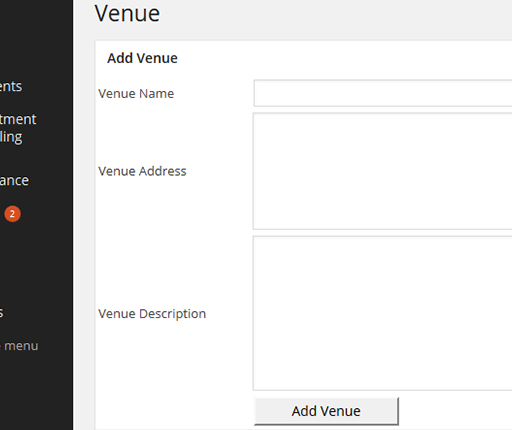 Venue
Add Venue
Venue Name
Venue Address
Venue Description
Add Venue
ents
tment
ling
ance
2
s
menu